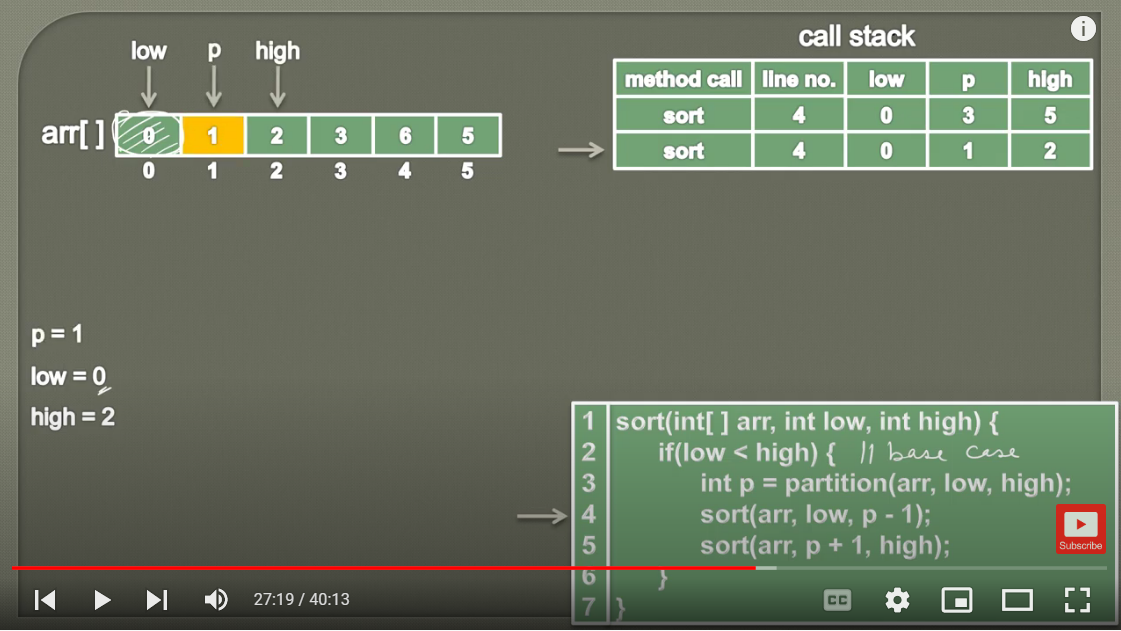 call stack
low p high
arr[ ] 0 1 2 3 6 5
0 1 2 3 4 5
method call line no. low p high
sort 4 0 3 5
sort 4 0 1 2
p = 1
low = 0
high = 2
1 sort(int[ ] arr, int low, int high) {
2 if(low < high) { // base case
3 int p = partition(arr, low, high);
4 sort(arr, low, p - 1);
5 sort(arr, p + 1, high);
6 }
7 }
Subscribe
27:19 / 40:13
CC
i